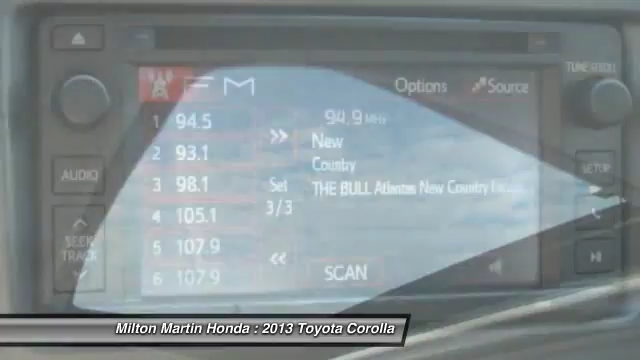 TUNE/SCROLL
Options Source
1 94.5 94.9 MHz
2 93.1 New
Country
3 98.1 Set THE BULL Atlantas New Country
4 105.1 3/3
5 107.9
6 107.9 SCAN
AUDIO
SEEK
TRACK
SETUP
Milton Martin Honda : 2013 Toyota Corolla